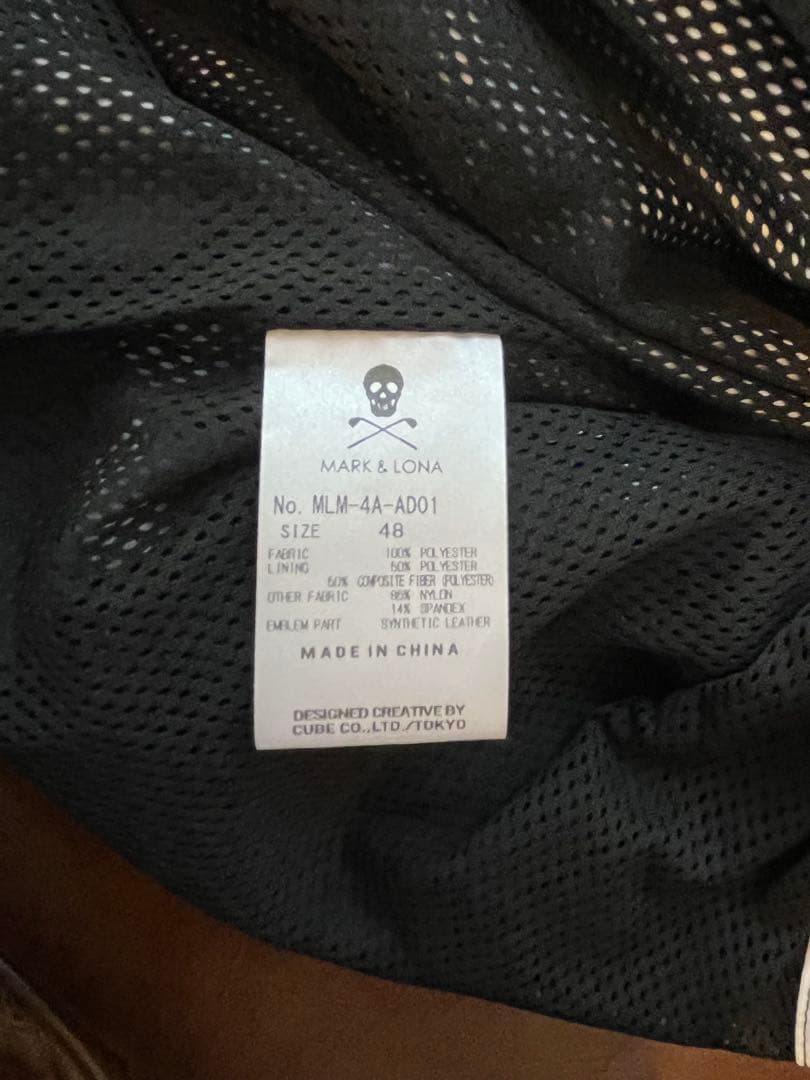 MARK & LONA
No. MLM-4A-AD01
SIZE 48
FABRIC 100% POLYESTER
LINING 50% POLYESTER
50% COMPOSITE FIBER (POLYESTER)
OTHER FABRIC 86% NYLON
14% SPANDEX
EMBLEM PART SYNTHETIC LEATHER
MADE IN CHINA
DESIGNED CREATIVE BY
CUBE CO.,LTD./TOKYO